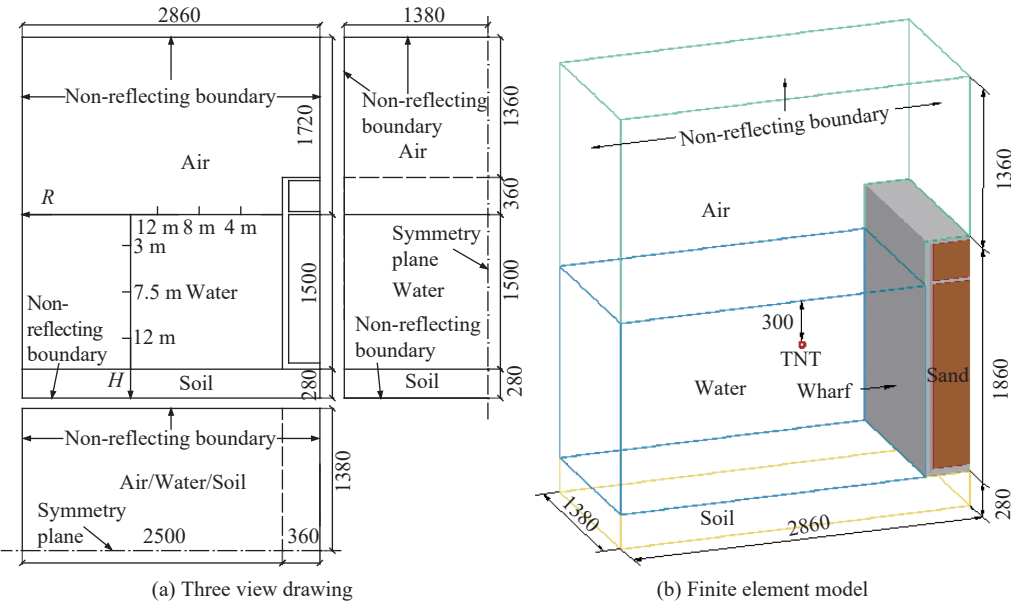 2860
1380
Non-reflecting boundary
1720
Air
R
12 m 8 m 4 m
3 m
7.5 m Water
1500
12 m
Non-
reflecting
boundary
H
Soil
280
Non-reflecting
boundary
Air
1360
360
Symmetry
plane
Water
1500
Non-reflecting
boundary
Soil
280
Non-reflecting boundary
Air/Water/Soil
1380
Symmetry
plane
2500
360
(a) Three view drawing
Non-reflecting boundary
1360
Air
300
TNT
Water
Wharf
Sand
1860
Soil
1380
2860
280
(b) Finite element model